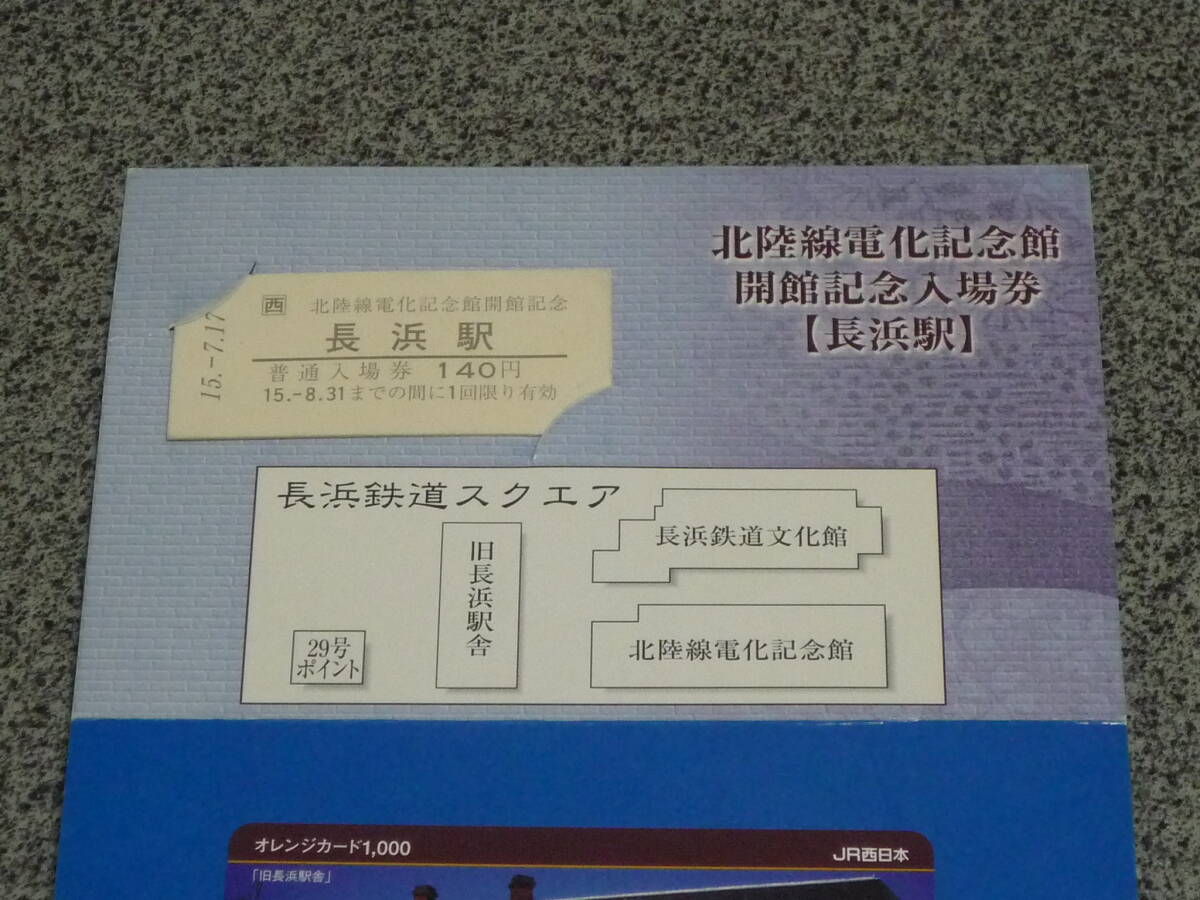 北陸線電化記念館
開館記念入場券
【長浜駅】
西 北陸線電化記念館開館記念
長浜駅
普通入場券 140円
15.-8.31までの間に1回限り有効
15.-7.17
長浜鉄道スクエア
長浜鉄道文化館
旧長浜駅舎
北陸線電化記念館
29号
ポイント
オレンジカード1,000
JR西日本
「旧長浜駅舎」